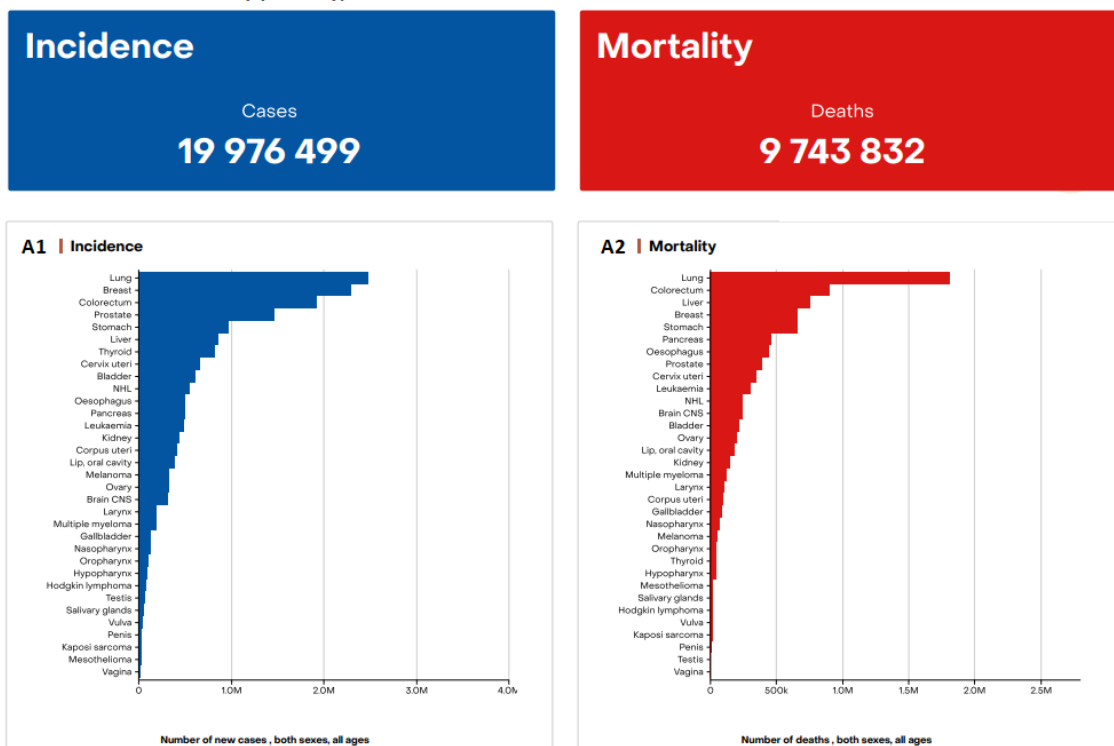 Incidence
Cases
19 976 499
Mortality
Deaths
9 743 832
A1 | Incidence
Lung
Breast
Colorectum
Prostate
Stomach
Liver
Thyroid
Cervix uteri
Bladder
NHL
Oesophagus
Pancreas
Leukaemia
Kidney
Corpus uteri
Lip, oral cavity
Melanoma
Ovary
Brain CNS
Larynx
Multiple myeloma
Gallbladder
Nasopharynx
Oropharynx
Hypopharynx
Hodgkin lymphoma
Testis
Salivary glands
Vulva
Penis
Kaposi sarcoma
Mesothelioma
Vagina
0 1.0M 2.0M 3.0M 4.0M
Number of new cases , both sexes, all ages
A2 | Mortality
Lung
Colorectum
Liver
Breast
Stomach
Pancreas
Oesophagus
Prostate
Cervix uteri
Leukaemia
NHL
Brain CNS
Bladder
Ovary
Lip, oral cavity
Kidney
Multiple myeloma
Larynx
Corpus uteri
Gallbladder
Nasopharynx
Melanoma
Oropharynx
Thyroid
Hypopharynx
Mesothelioma
Salivary glands
Hodgkin lymphoma
Vulva
Kaposi sarcoma
Penis
Testis
Vagina
0 500k 1.0M 1.5M 2.0M 2.5M
Number of deaths , both sexes, all ages